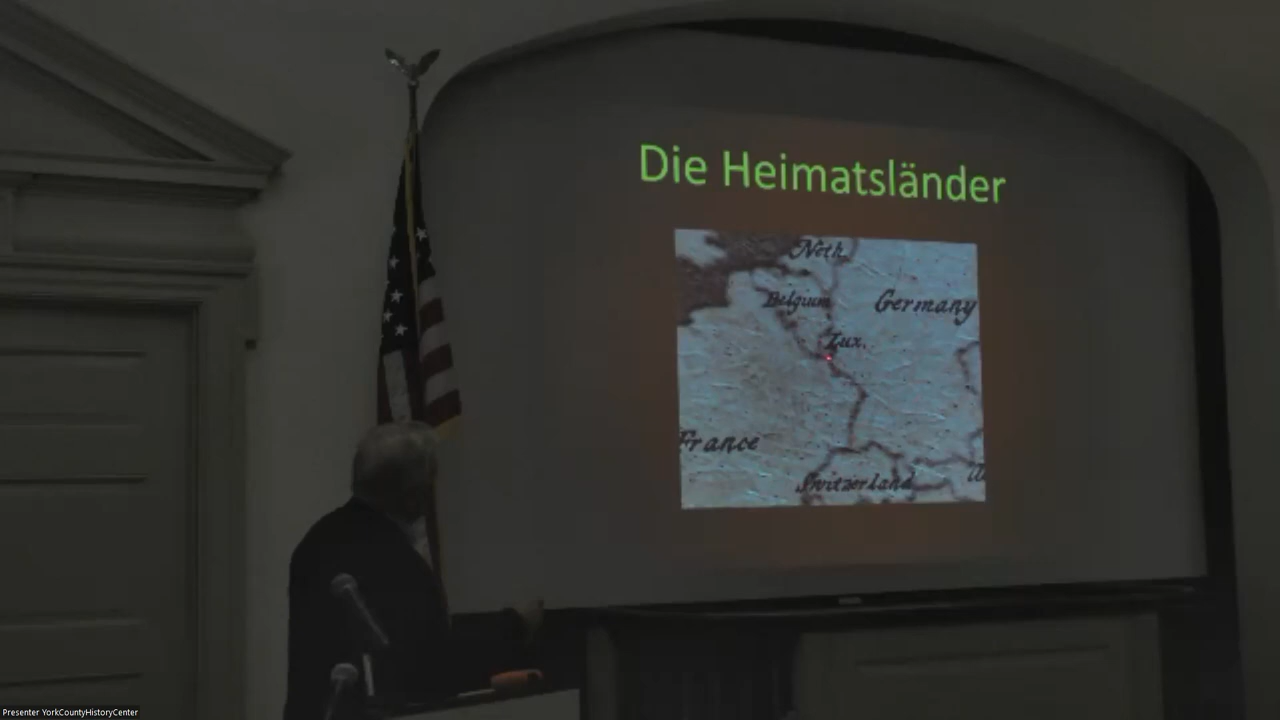 Die Heimatsländer
Neth.
Belgium
Germany
Lux.
France
Switzerland
Presenter YorkCountyHistoryCenter